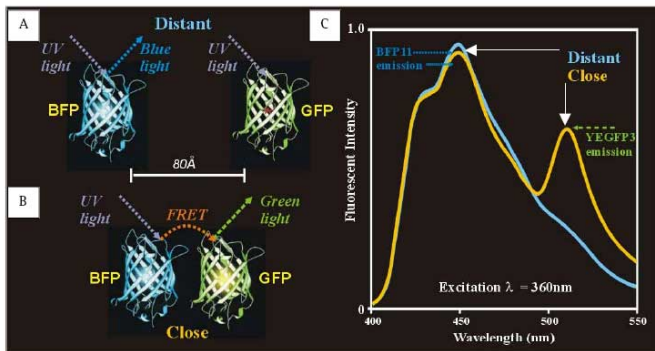 A
Distant
UV
light
Blue
light
UV
light
BFP
GFP
80Å
B
UV
light
FRET
Green
light
BFP
GFP
Close
C
1.0
BFP11
emission
Distant
Close
YEGFP3
emission
Fluorescent Intensity
Excitation λ = 360nm
0
400
450
500
550
Wavelength (nm)